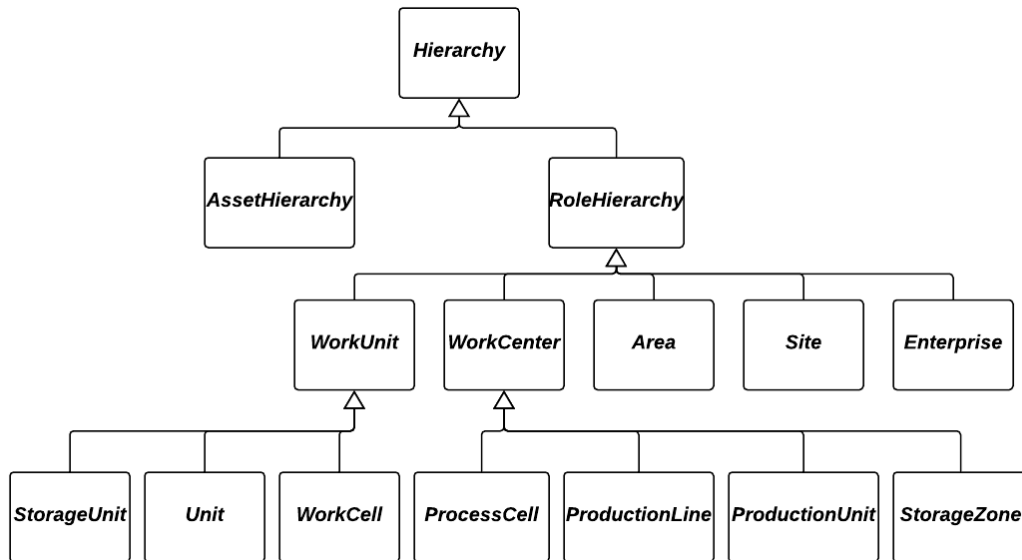 Hierarchy
AssetHierarchy
RoleHierarchy
WorkUnit
WorkCenter
Area
Site
Enterprise
StorageUnit
Unit
WorkCell
ProcessCell
ProductionLine
ProductionUnit
StorageZone